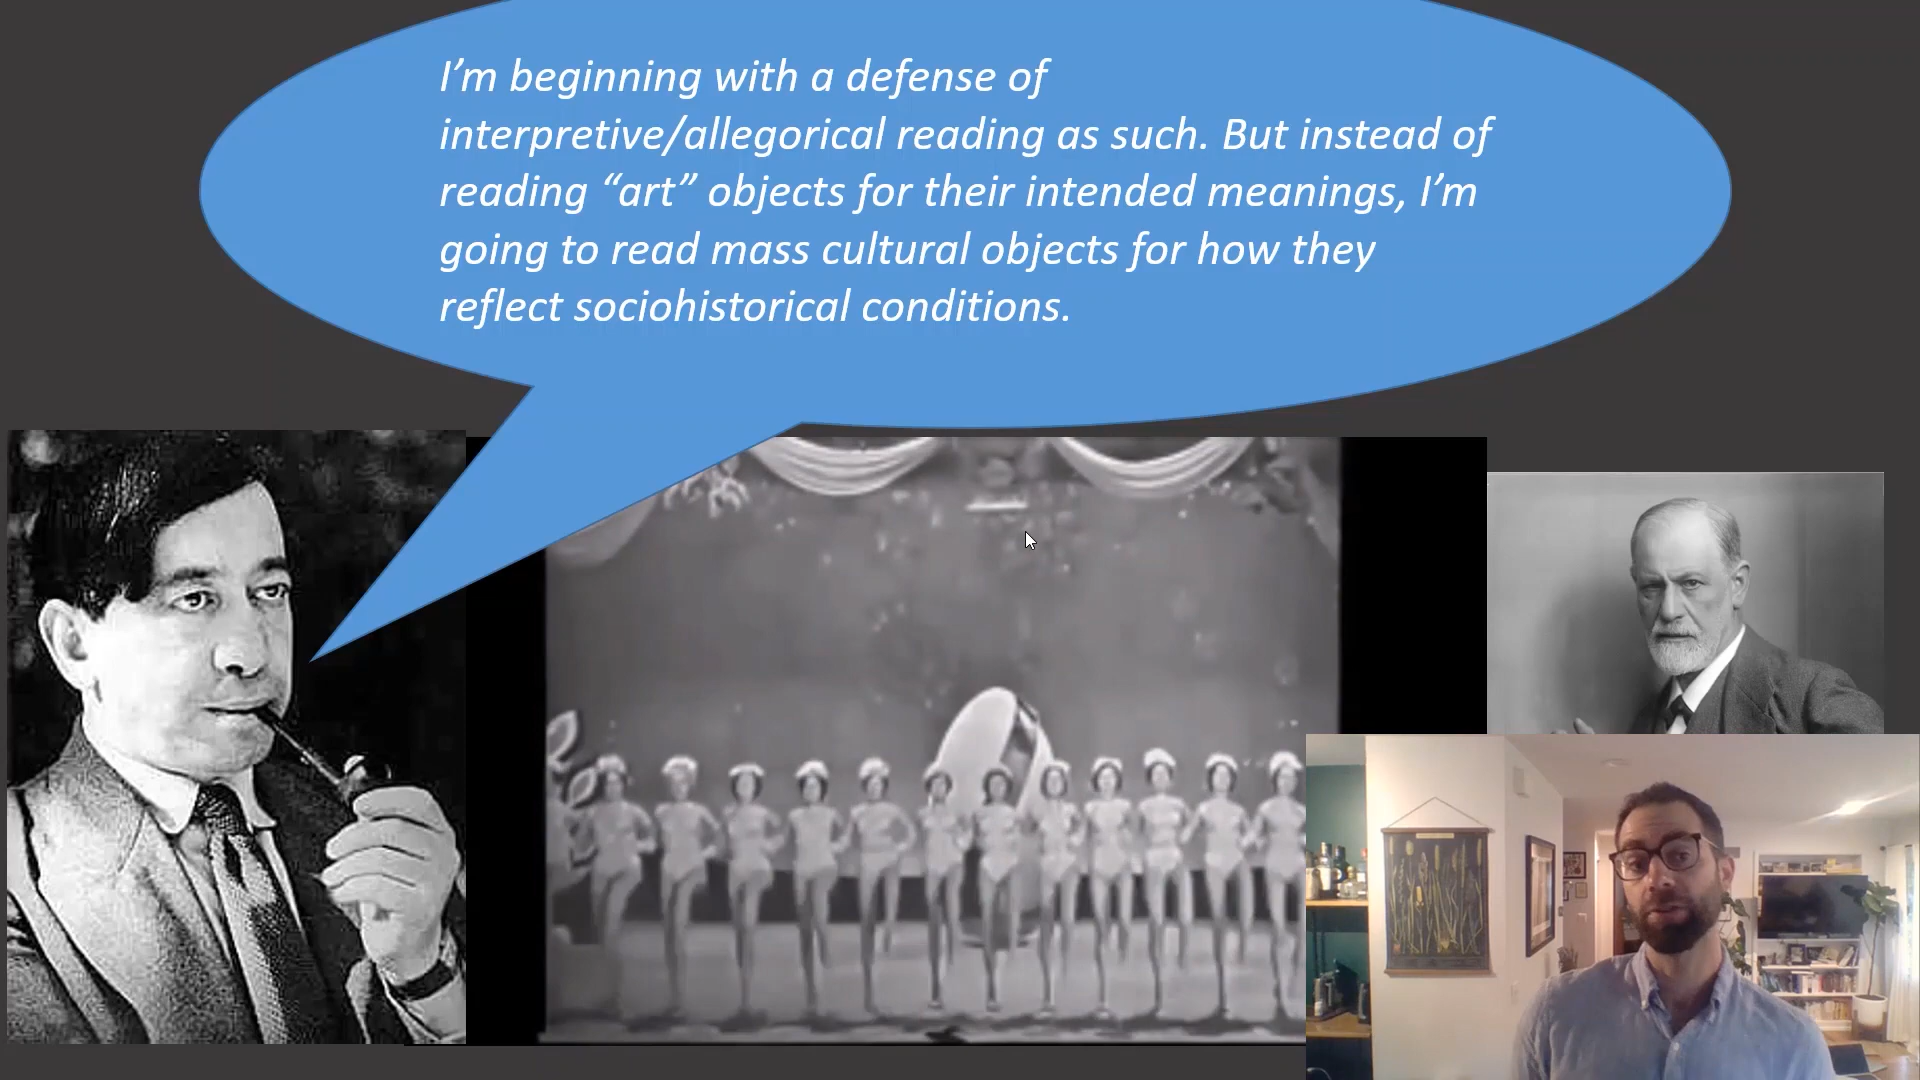 I’m beginning with a defense of
interpretive/allegorical reading as such. But instead of
reading “art” objects for their intended meanings, I’m
going to read mass cultural objects for how they
reflect sociohistorical conditions.